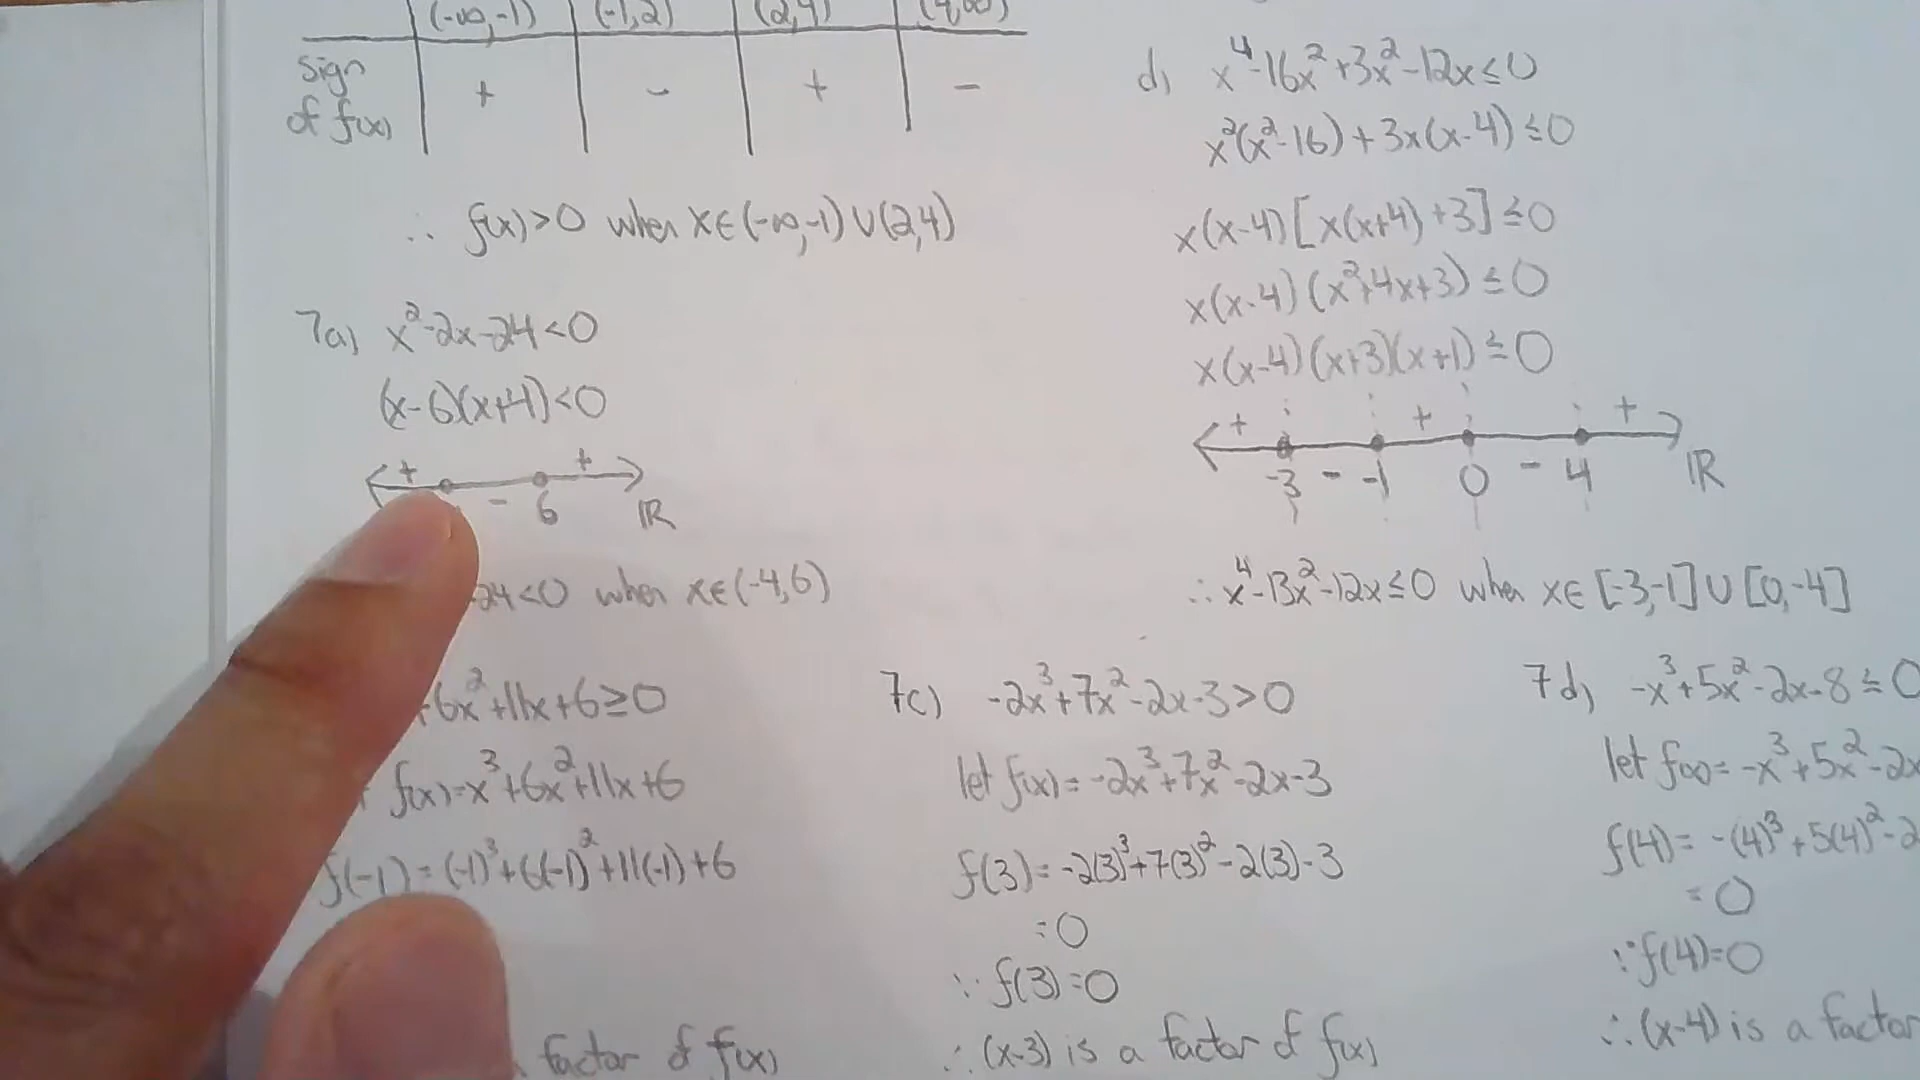 (-∞,-1) (-1,2) (2,4) (4,∞)
Sign of f(x) + - + -
∴ f(x)>0 when x∈(-∞,-1)∪(2,4)
7a) x²-2x-24<0
(x-6)(x+4)<0
+ - +
6 ℝ
-24<0 when x∈(-4,6)
6x²+11x+6≥0
f(x)=x³+6x²+11x+6
f(-1)=(-1)³+6(-1)²+11(-1)+6
factor of f(x)
d) x⁴-16x²+3x²-12x≤0
x²(x²-16)+3x(x-4)≤0
x(x-4)[x(x+4)+3]≤0
x(x-4)(x²+4x+3)≤0
x(x-4)(x+3)(x+1)≤0
+ + +
-3 - -1 0 - 4 ℝ
∴ x⁴-13x²-12x≤0 when x∈[-3,-1]∪[0,-4]
7c) -2x³+7x²-2x-3>0
let f(x)=-2x³+7x²-2x-3
f(3)=-2(3)³+7(3)²-2(3)-3
=0
∵ f(3)=0
∴ (x-3) is a factor of f(x)
7d) -x³+5x²-2x-8≤0
let f(x)=-x³+5x²-2x
f(4)=-(4)³+5(4)²-2
=0
∵ f(4)=0
∴ (x-4) is a factor